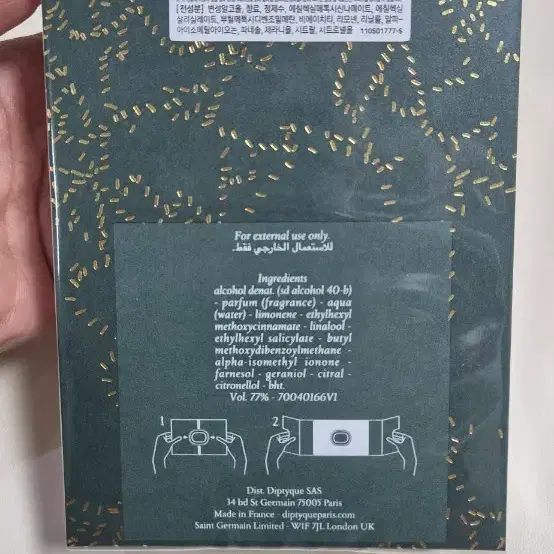 [전성분] 변성알코올, 향료, 정제수, 에칠헥실메톡시신나메이트, 에칠헥실
살리실레이트, 부틸메톡시디벤조일메탄, 비에이치티, 리모넨, 리날룰, 알파-
아이소메틸아이오논, 파네솔, 제라니올, 시트랄, 시트로넬올 110501777-5
For external use only.
للاستعمال الخارجي فقط.
Ingredients
alcohol denat. (sd alcohol 40-b)
- parfum (fragrance) - aqua
(water) - limonene - ethylhexyl
methoxycinnamate - linalool -
ethylhexyl salicylate - butyl
methoxydibenzoylmethane -
alpha-isomethyl ionone -
farnesol - geraniol - citral -
citronellol - bht.
Vol. 77% - 70040166V1
1 2
Dist. Diptyque SAS
34 bd St Germain 75005 Paris
Made in France - diptyqueparis.com
Saint Germain Limited - W1F 7JL London UK